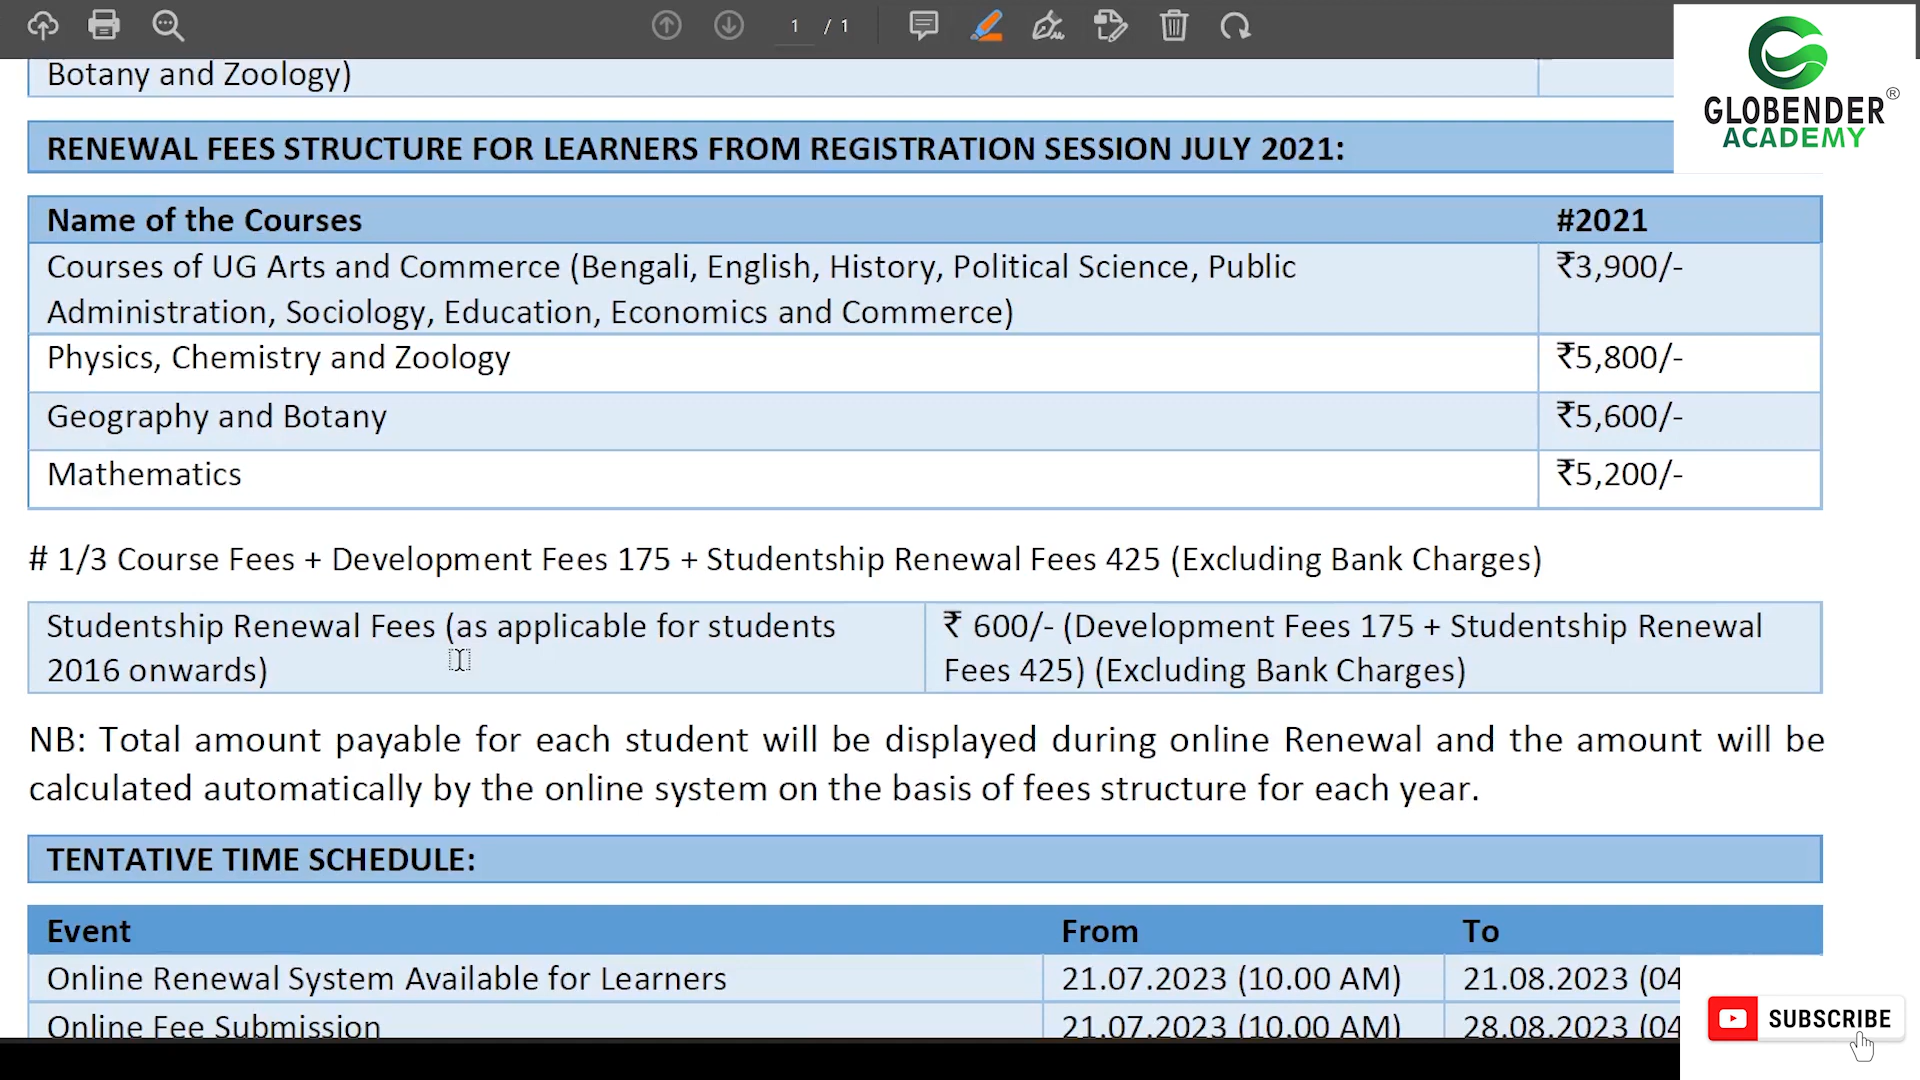 1 / 1
Botany and Zoology)
GLOBENDER®
ACADEMY
RENEWAL FEES STRUCTURE FOR LEARNERS FROM REGISTRATION SESSION JULY 2021:
Name of the Courses #2021
Courses of UG Arts and Commerce (Bengali, English, History, Political Science, Public ₹3,900/-
Administration, Sociology, Education, Economics and Commerce)
Physics, Chemistry and Zoology ₹5,800/-
Geography and Botany ₹5,600/-
Mathematics ₹5,200/-
# 1/3 Course Fees + Development Fees 175 + Studentship Renewal Fees 425 (Excluding Bank Charges)
Studentship Renewal Fees (as applicable for students
2016 onwards)
₹ 600/- (Development Fees 175 + Studentship Renewal
Fees 425) (Excluding Bank Charges)
NB: Total amount payable for each student will be displayed during online Renewal and the amount will be
calculated automatically by the online system on the basis of fees structure for each year.
TENTATIVE TIME SCHEDULE:
Event From To
Online Renewal System Available for Learners 21.07.2023 (10.00 AM) 21.08.2023 (04
Online Fee Submission 21.07.2023 (10.00 AM) 28.08.2023 (04
SUBSCRIBE